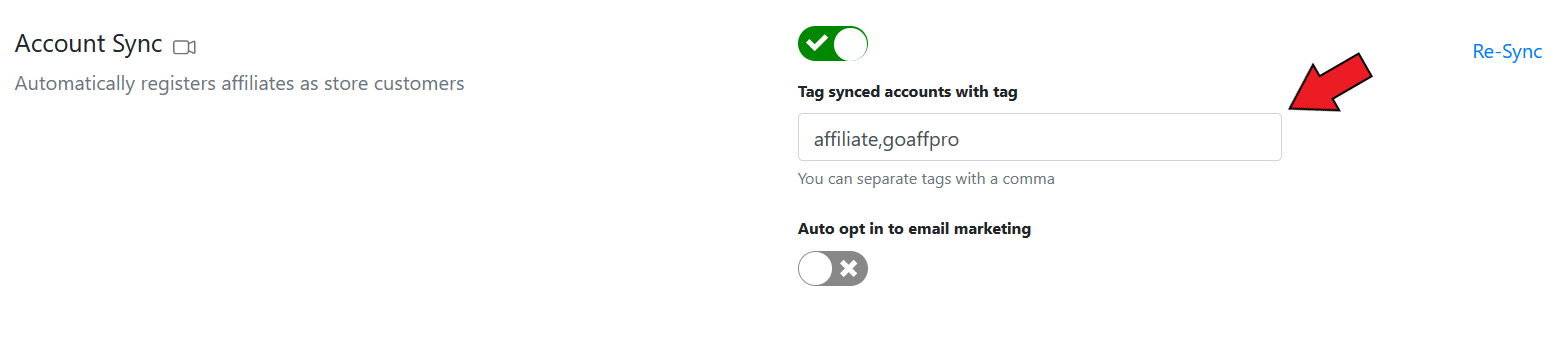 Account Sync
Automatically registers affiliates as store customers
Re-Sync
Tag synced accounts with tag
affiliate,goaffpro
You can separate tags with a comma
Auto opt in to email marketing